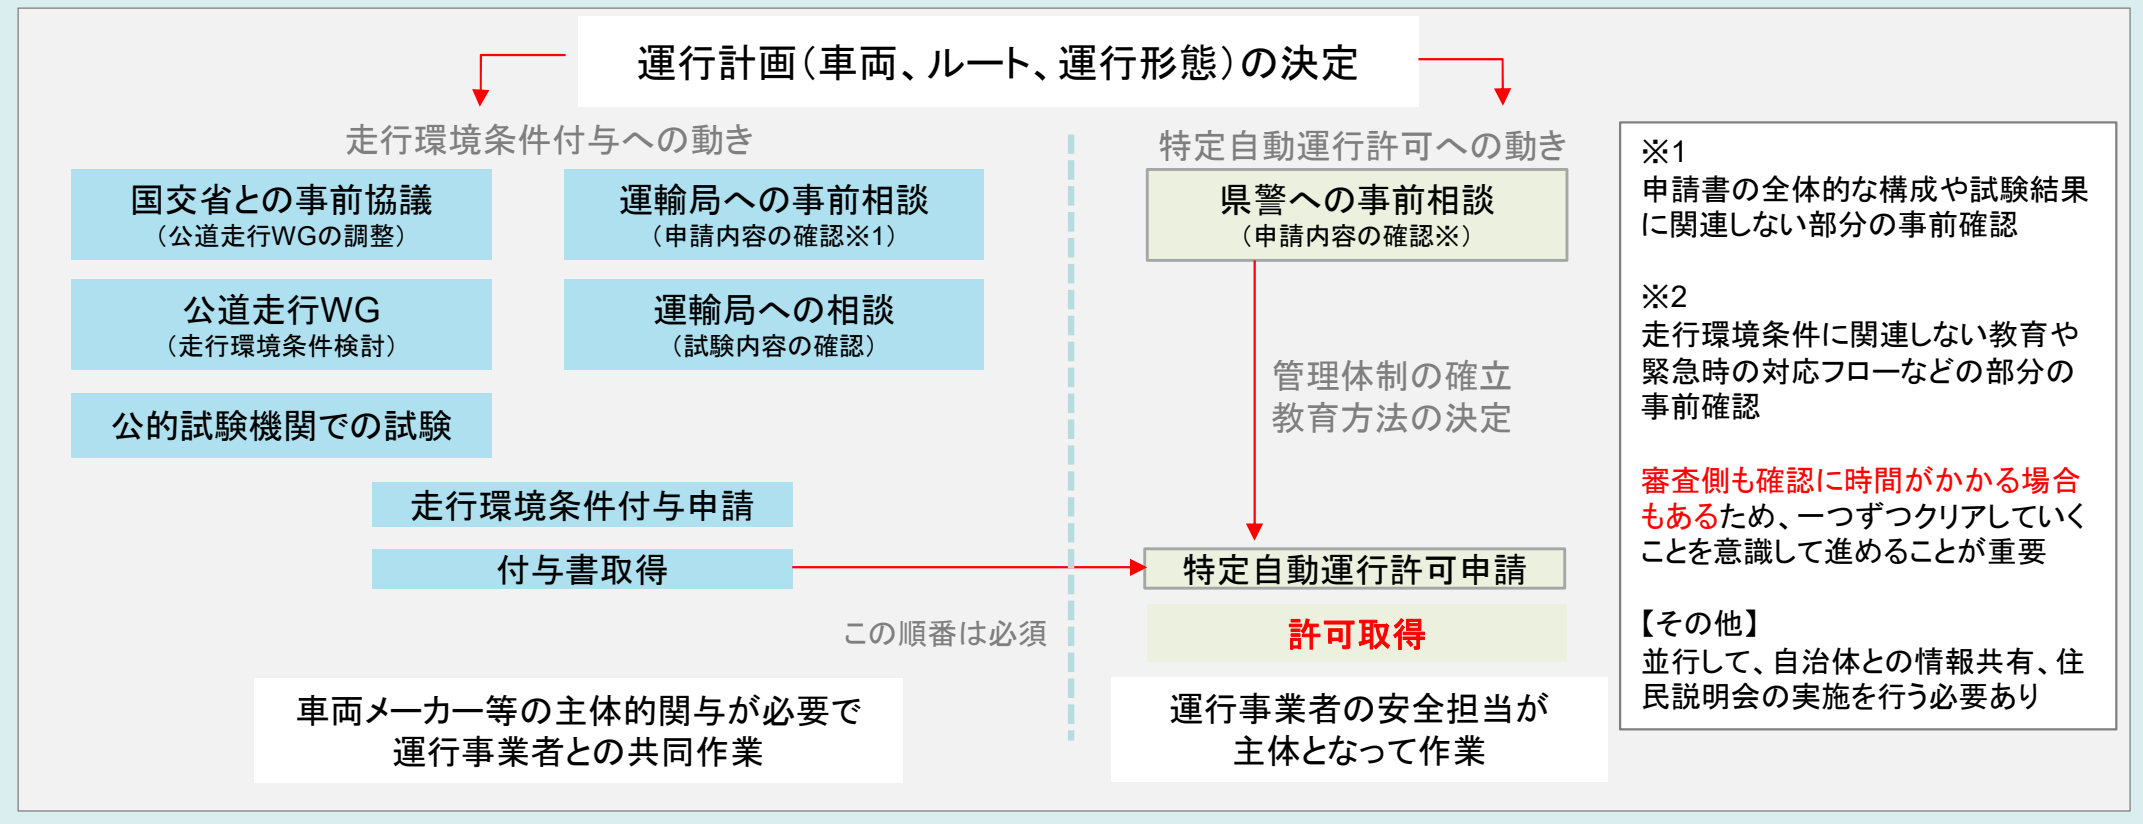 運行計画（車両、ルート、運行形態）の決定
走行環境条件付与への動き
国交省との事前協議
（公道走行WGの調整）
運輸局への事前相談
（申請内容の確認※1）
公道走行WG
（走行環境条件検討）
運輸局への相談
（試験内容の確認）
公的試験機関での試験
走行環境条件付与申請
付与書取得
この順番は必須
車両メーカー等の主体的関与が必要で
運行事業者との共同作業
特定自動運行許可への動き
県警への事前相談
（申請内容の確認※）
管理体制の確立
教育方法の決定
特定自動運行許可申請
許可取得
運行事業者の安全担当が
主体となって作業
※1
申請書の全体的な構成や試験結果
に関連しない部分の事前確認
※2
走行環境条件に関連しない教育や
緊急時の対応フローなどの部分の
事前確認
審査側も確認に時間がかかる場合
もあるため、一つずつクリアしていく
ことを意識して進めることが重要
【その他】
並行して、自治体との情報共有、住
民説明会の実施を行う必要あり